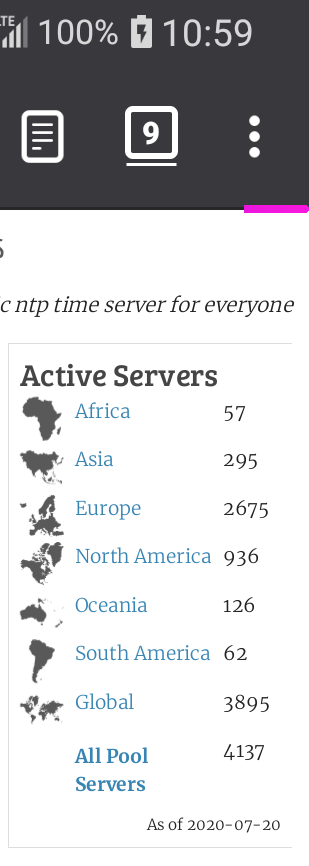 LTE 100% 10:59
9
c ntp time server for everyone
Active Servers
Africa 57
Asia 295
Europe 2675
North America 936
Oceania 126
South America 62
Global 3895
All Pool 4137
Servers
As of 2020-07-20